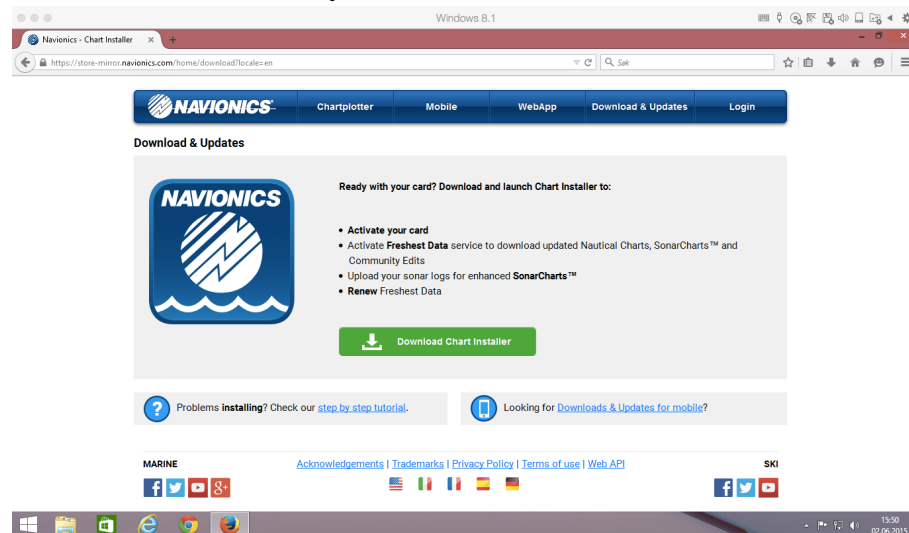 Windows 8.1
Navionics - Chart Installer
https://store-mirror.navionics.com/home/download?locale=en
Søk
NAVIONICS
Chartplotter Mobile WebApp Download & Updates Login
Download & Updates
NAVIONICS
Ready with your card? Download and launch Chart Installer to:
• Activate your card
• Activate Freshest Data service to download updated Nautical Charts, SonarCharts™ and
Community Edits
• Upload your sonar logs for enhanced SonarCharts™
• Renew Freshest Data
Download Chart Installer
Problems installing? Check our step by step tutorial.
Looking for Downloads & Updates for mobile?
MARINE
Acknowledgements | Trademarks | Privacy Policy | Terms of use | Web API
SKI
15:50
02.06.2015